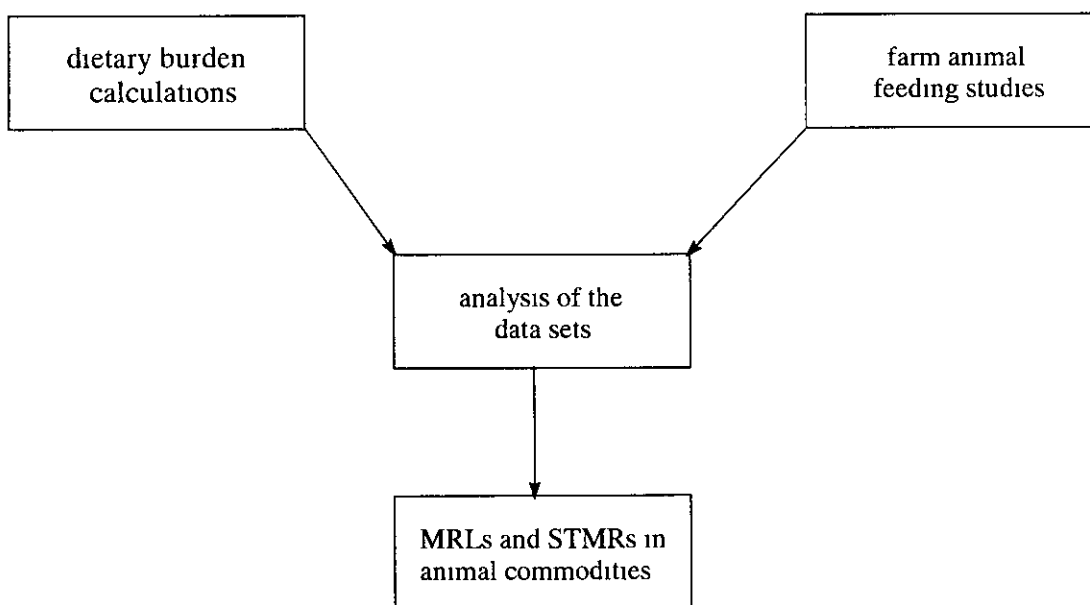 dietary burden
calculations
farm animal
feeding studies
analysis of the
data sets
MRLs and STMRs in
animal commodities